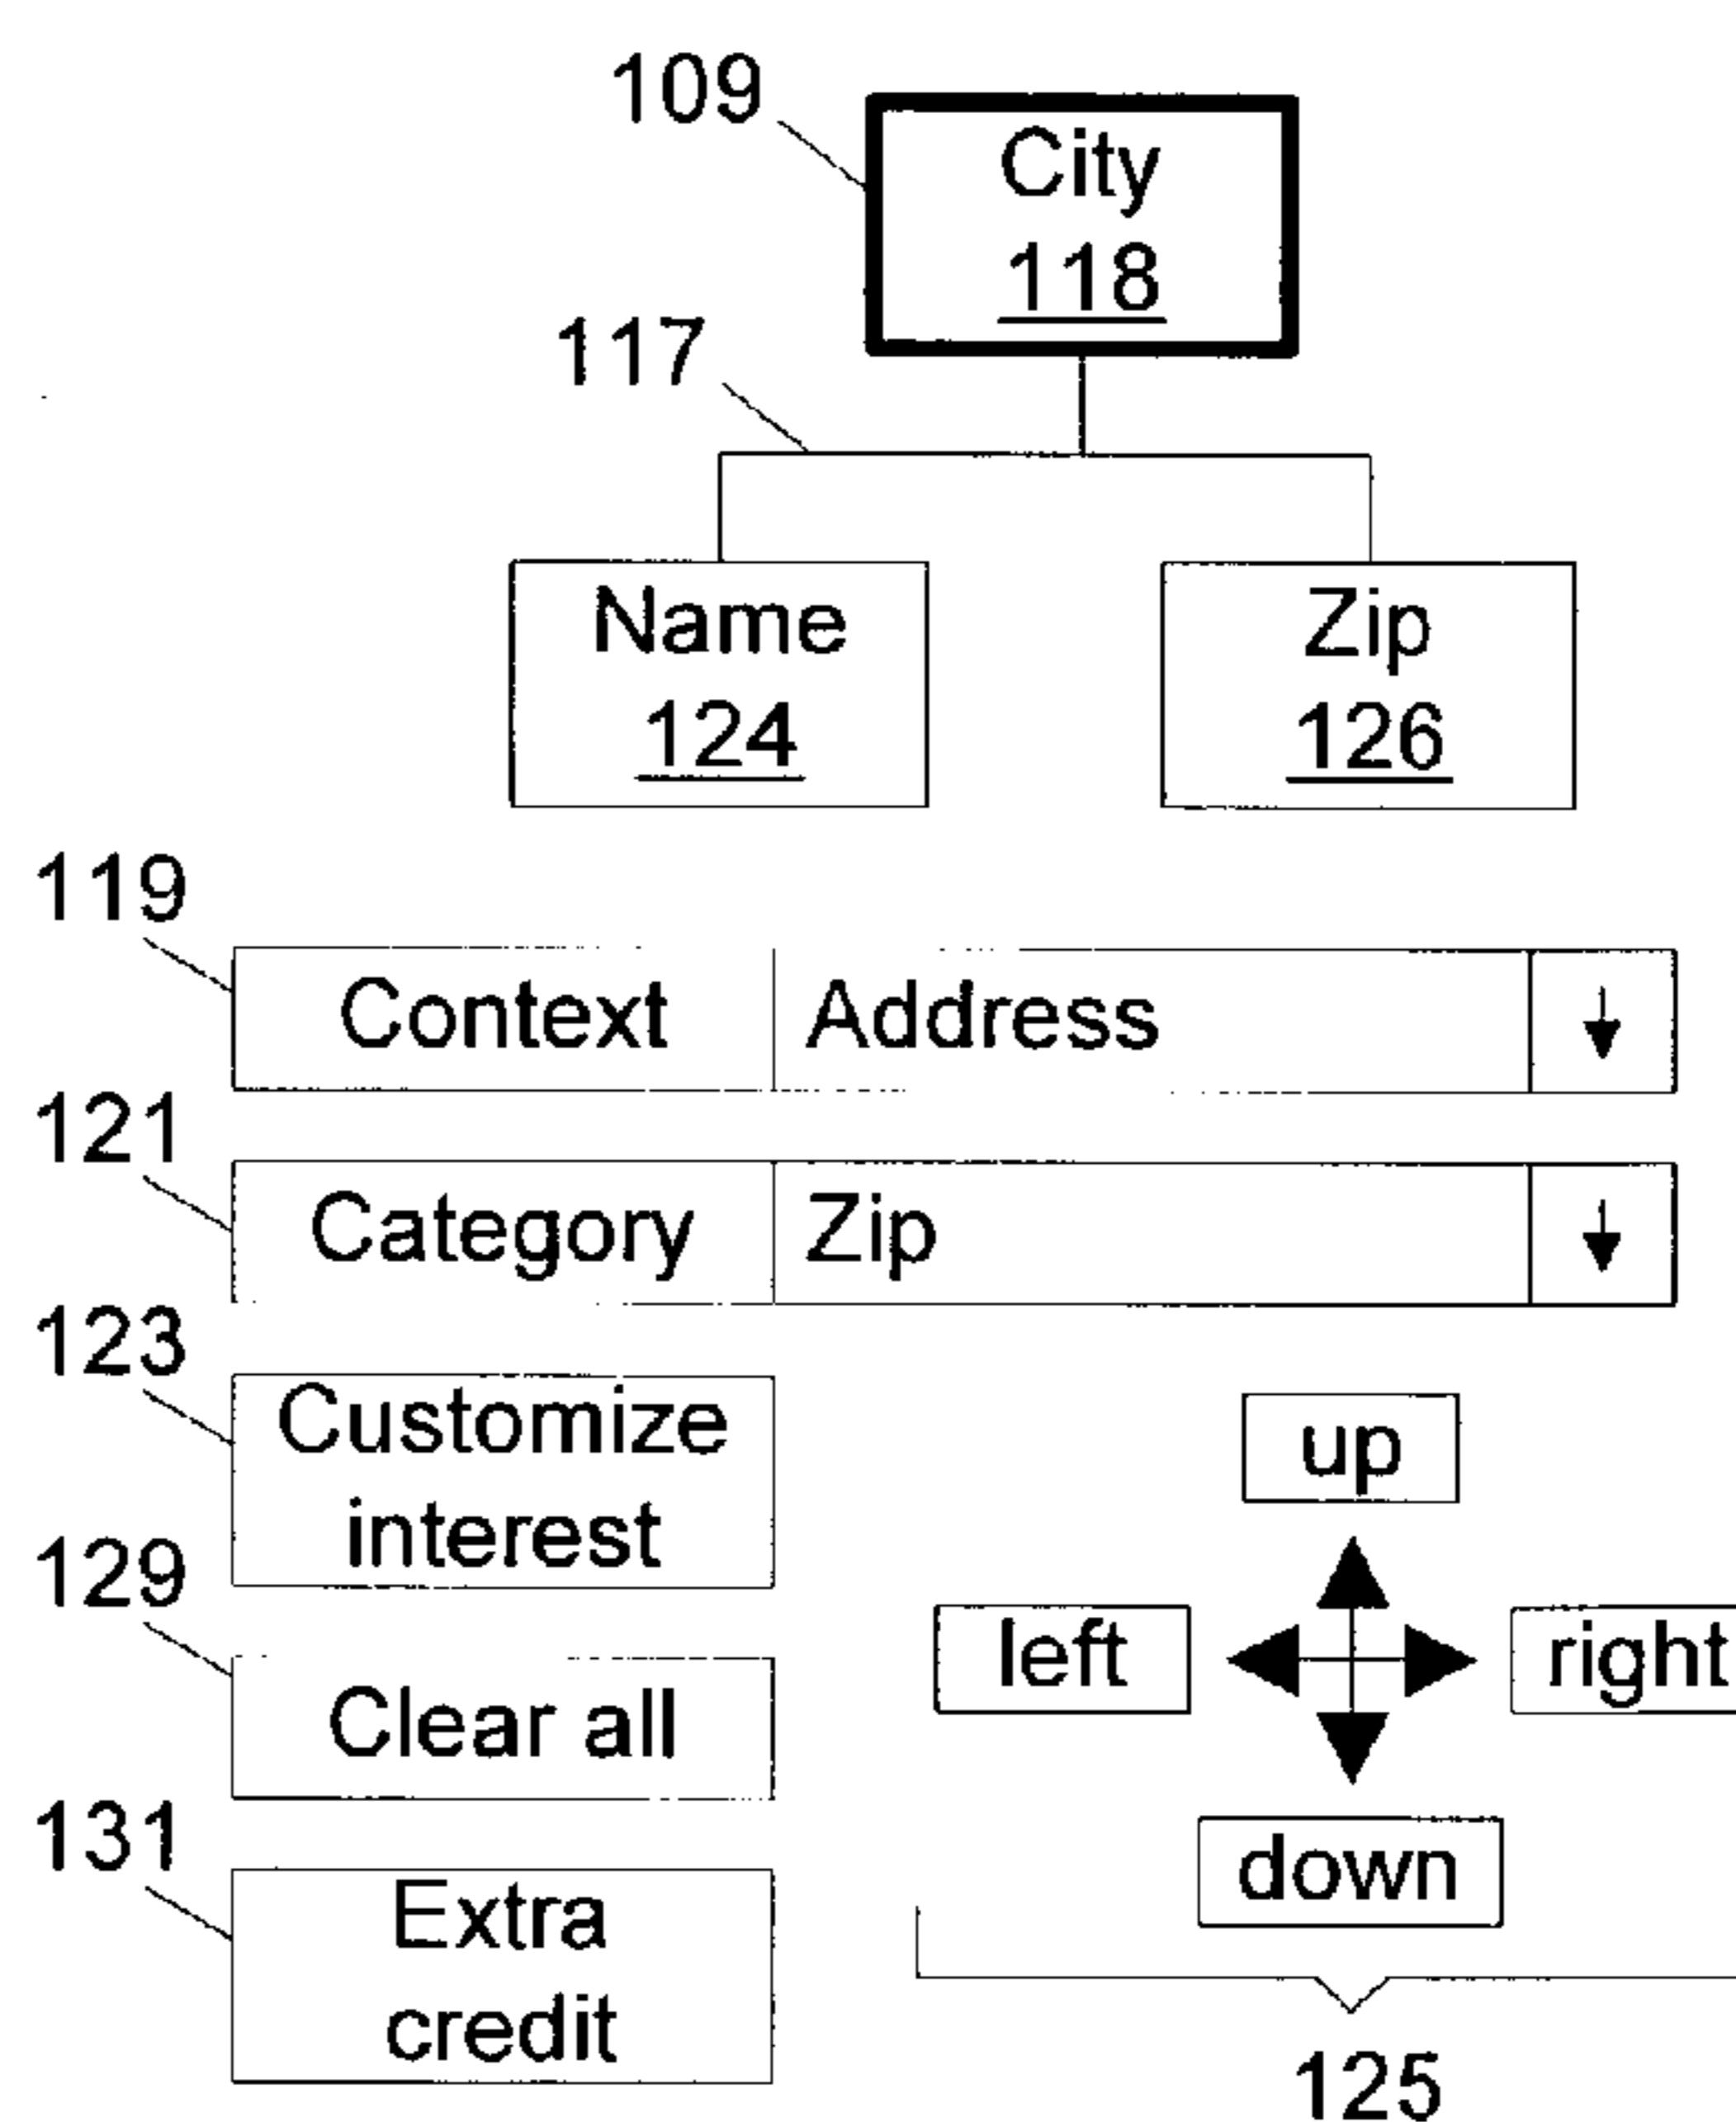 109
City
118
117
Name
124
Zip
126
119
Context
Address
121
Category
Zip
123
Customize
interest
up
129
left
right
Clear all
131
down
Extra
credit
125